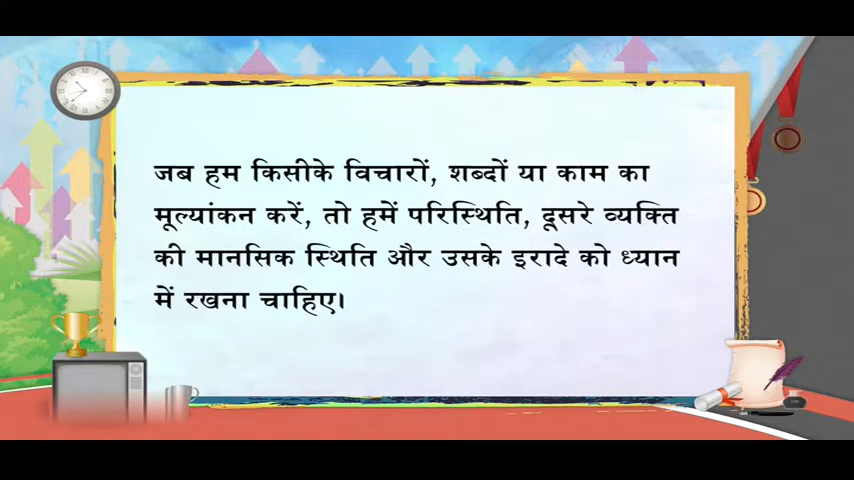 जब हम किसीके विचारों, शब्दों या काम का
मूल्यांकन करें, तो हमें परिस्थिति, दूसरे व्यक्ति
की मानसिक स्थिति और उसके इरादे को ध्यान
में रखना चाहिए।